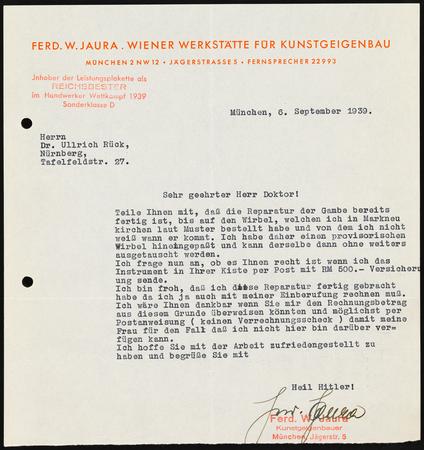 FERD. W. JAURA . WIENER WERKSTÄTTE FÜR KUNSTGEIGENBAU
MÜNCHEN 2 NW 12 • JÄGERSTRASSE 5 • FERNSPRECHER 22993
Jnhaber der Leistungsplakette als
REICHSBESTER
im Handwerker Wettkampf 1939
Sonderklasse D
München, 6. September 1939.
Herrn
Dr. Ullrich Rück,
Nürnberg,
Tafelfeldstr. 27.
Sehr geehrter Herr Doktor!
Teile Ihnen mit, daß die Reparatur der Gambe bereits
fertig ist, bis auf den Wirbel, welchen ich in Markneu
kirchen laut Muster bestellt habe und von dem ich nicht
weiß wann er kommt. Ich habe daher einen provisorischen
Wirbel hineingepaßt und kann derselbe dann ohne weiters
ausgetauscht werden.
Ich frage nun an, ob es Ihnen recht ist wenn ich das
Instrument in Ihrer Kiste per Post mit RM 500.- Versicher
ung sende.
Ich bin froh, daß ich diese Reparatur fertig gebracht
habe da ich ja auch mit meiner Einberufung rechnen muß.
Ich wäre Ihnen dankbar wenn Sie mir den Rechnungsbetrag
aus diesem Grunde überweisen könnten und möglichst per
Postanweisung ( keinen Verrechnungsscheck ) damit meine
Frau für den Fall daß ich nicht hier bin darüber ver-
fügen kann.
Ich hoffe Sie mit der Arbeit zufriedengestellt zu
haben und begrüße Sie mit
Heil Hitler!
Ferd. W. Jaura
Kunstgeigenbauer
München, Jägerstr. 5